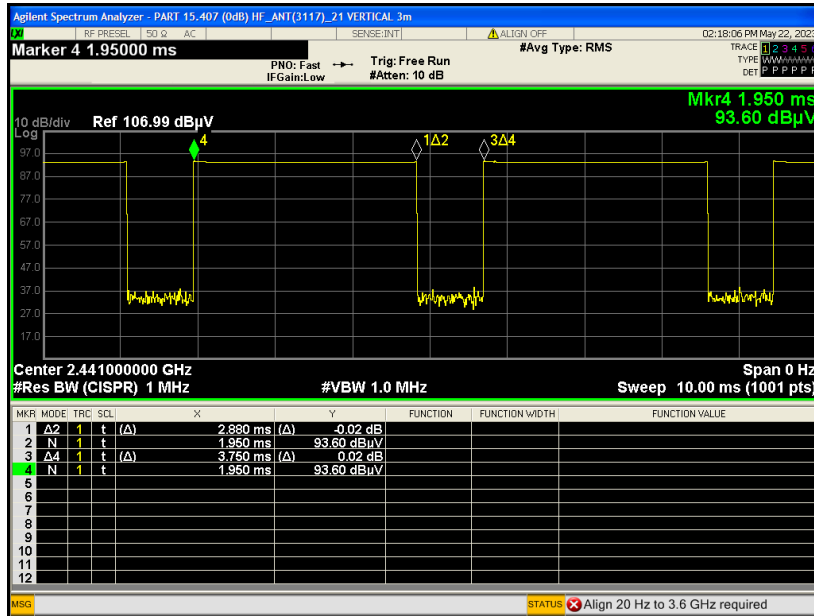 Agilent Spectrum Analyzer - PART 15.407 (0dB) HF_ANT(3117)_21 VERTICAL 3m
LXI RF PRESEL 50 Ω AC SENSE:INT ALIGN OFF 02:18:06 PM May 22, 2023
Marker 4 1.95000 ms #Avg Type: RMS TRACE 1 2 3 4 5
PNO: Fast Trig: Free Run TYPE
IFGain:Low #Atten: 10 dB DET P P P P P
Mkr4 1.950 ms
10 dB/div Ref 106.99 dBµV 93.60 dBµV
Log
4 1Δ2 3Δ4
97.0
87.0
77.0
67.0
57.0
47.0
37.0
27.0
17.0
Center 2.441000000 GHz Span 0 Hz
#Res BW (CISPR) 1 MHz #VBW 1.0 MHz Sweep 10.00 ms (1001 pts)
MKR MODE TRC SCL X Y FUNCTION FUNCTION WIDTH FUNCTION VALUE
1 Δ2 1 t (Δ) 2.880 ms (Δ) -0.02 dB
2 N 1 t 1.950 ms 93.60 dBµV
3 Δ4 1 t (Δ) 3.750 ms (Δ) 0.02 dB
4 N 1 t 1.950 ms 93.60 dBµV
5
6
7
8
9
10
11
12
MSG STATUS Align 20 Hz to 3.6 GHz required